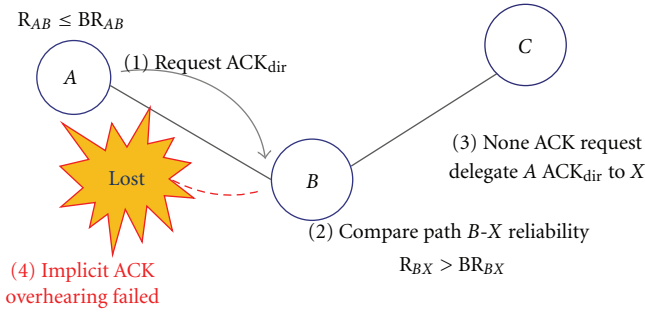 R_AB ≤ BR_AB
A
(1) Request ACK_dir
C
Lost
B
(3) None ACK request
delegate A ACK_dir to X
(2) Compare path B-X reliability
R_BX > BR_BX
(4) Implicit ACK
overhearing failed